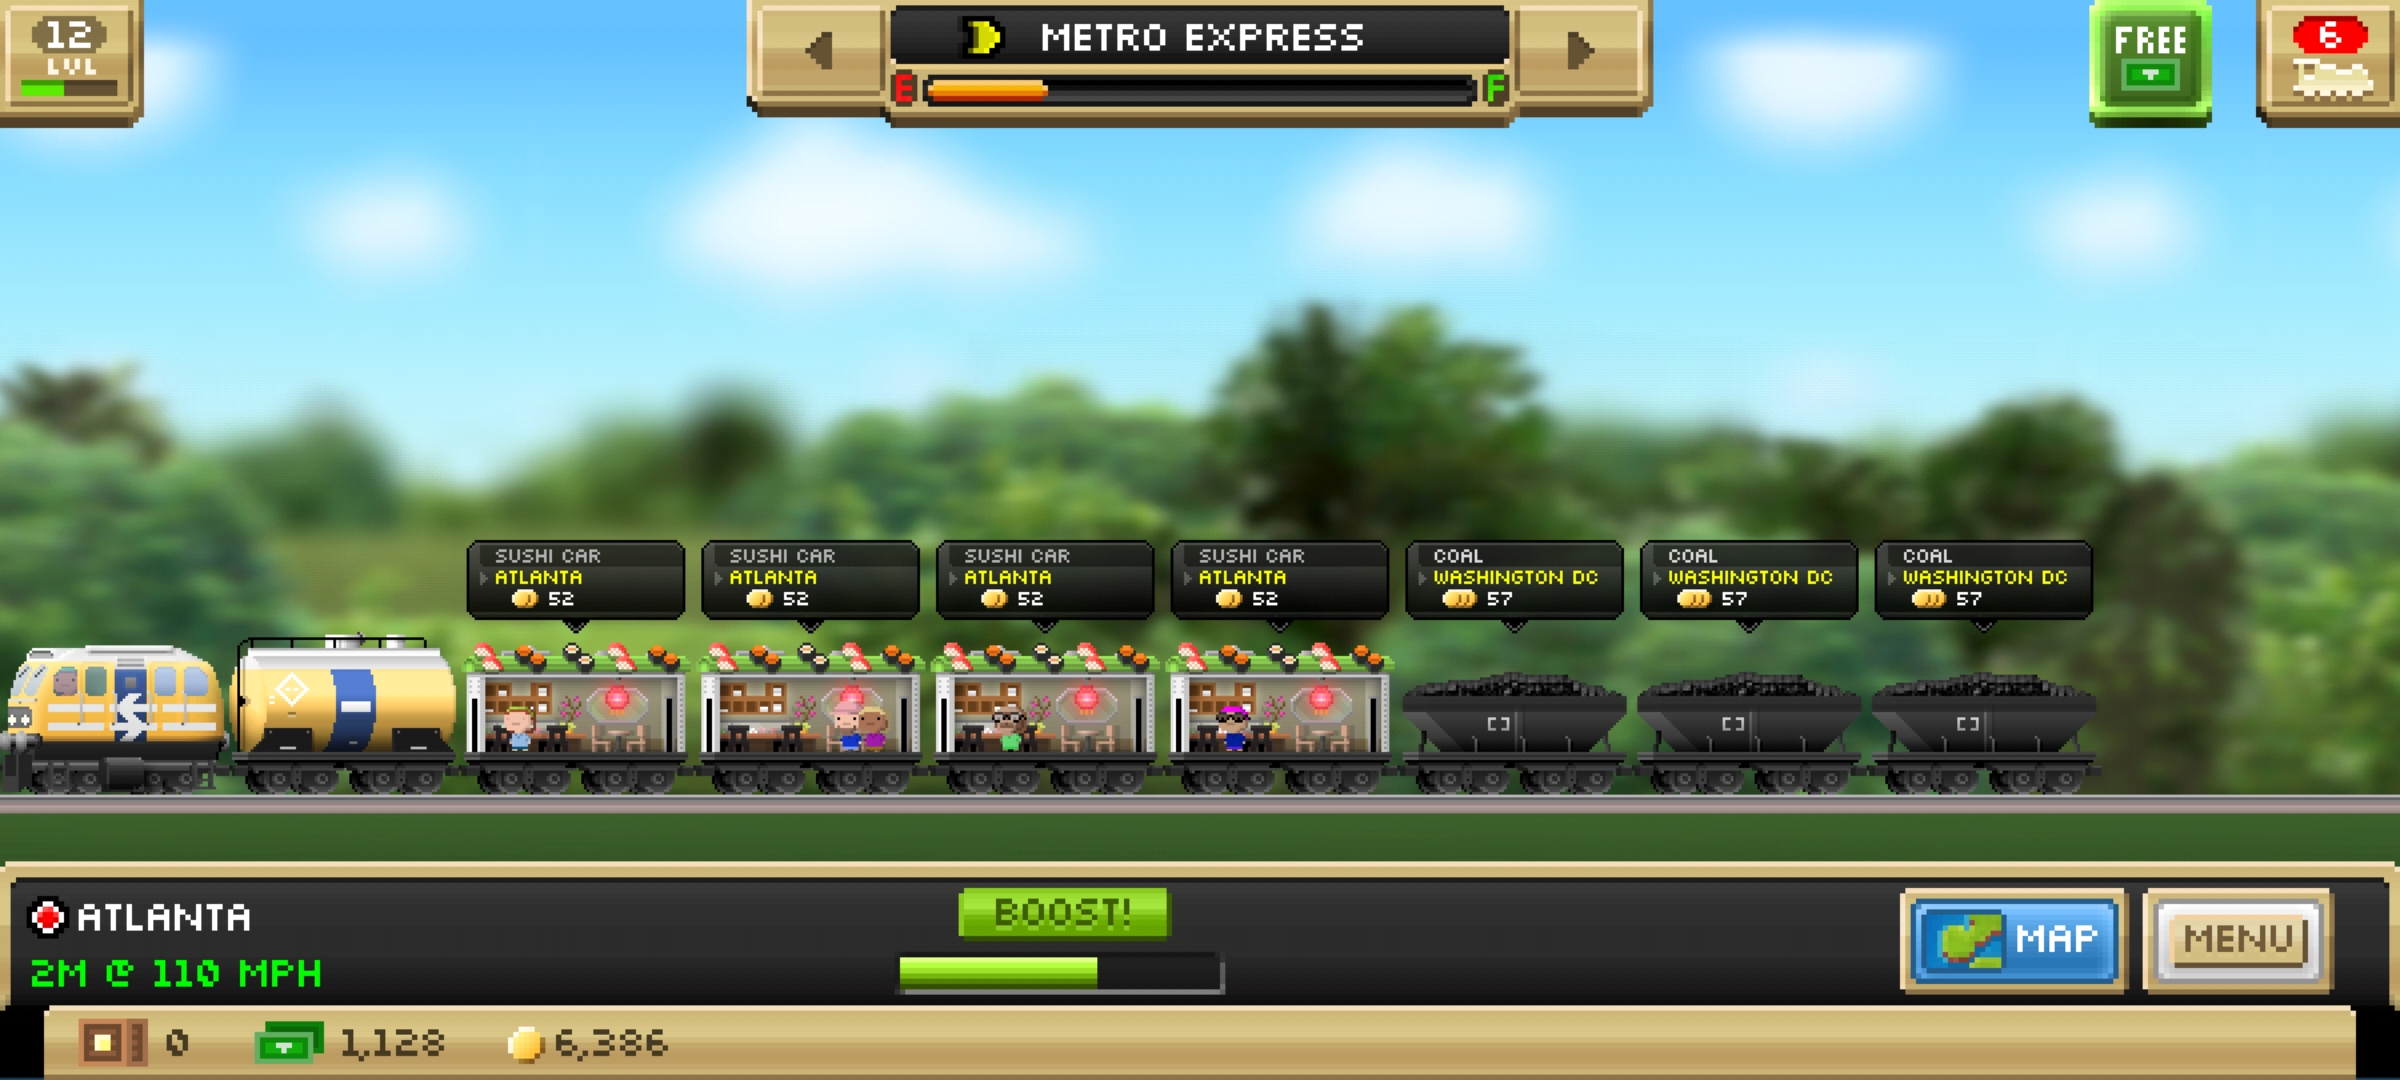 12
LVL
METRO EXPRESS
E
F
FREE
6
SUSHI CAR
ATLANTA
52
SUSHI CAR
ATLANTA
52
SUSHI CAR
ATLANTA
52
SUSHI CAR
ATLANTA
52
COAL
WASHINGTON DC
57
COAL
WASHINGTON DC
57
COAL
WASHINGTON DC
57
ATLANTA
2M @ 110 MPH
BOOST!
MAP
MENU
0
1,128
6,386